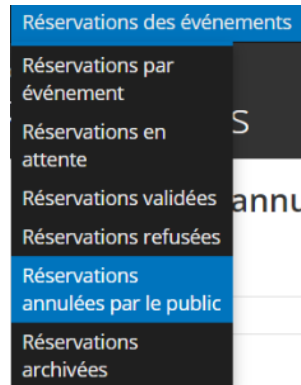 Réservations des événements
Réservations par
événement
S
Réservations en
attente
Réservations validées
annu
Réservations refusées
Réservations
annulées par le public
Réservations
archivées